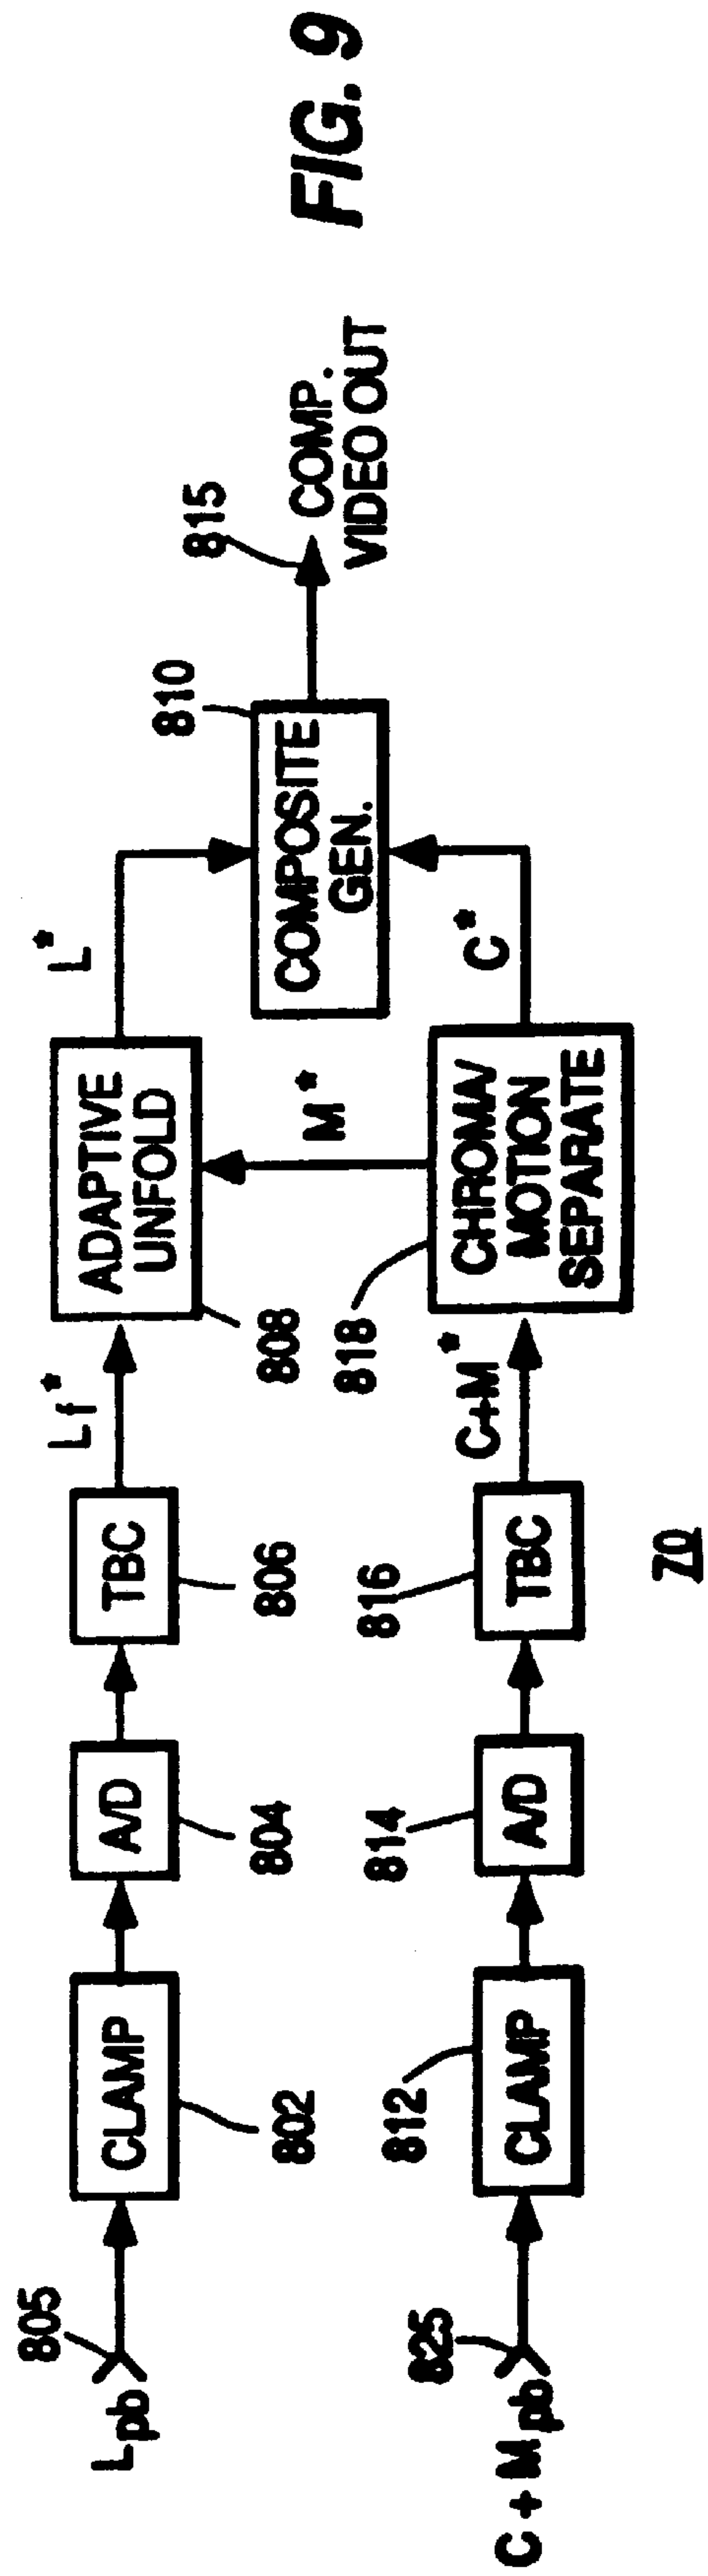 FIG. 9
Lpb
805
CLAMP
802
A/D
804
TBC
806
Lf*
ADAPTIVE
UNFOLD
808
L*
M*
COMPOSITE
GEN.
810
815
COMP.
VIDEO OUT
C + Mpb
825
CLAMP
812
A/D
814
TBC
816
C+M*
CHROMA/
MOTION
SEPARATE
818
C*
70